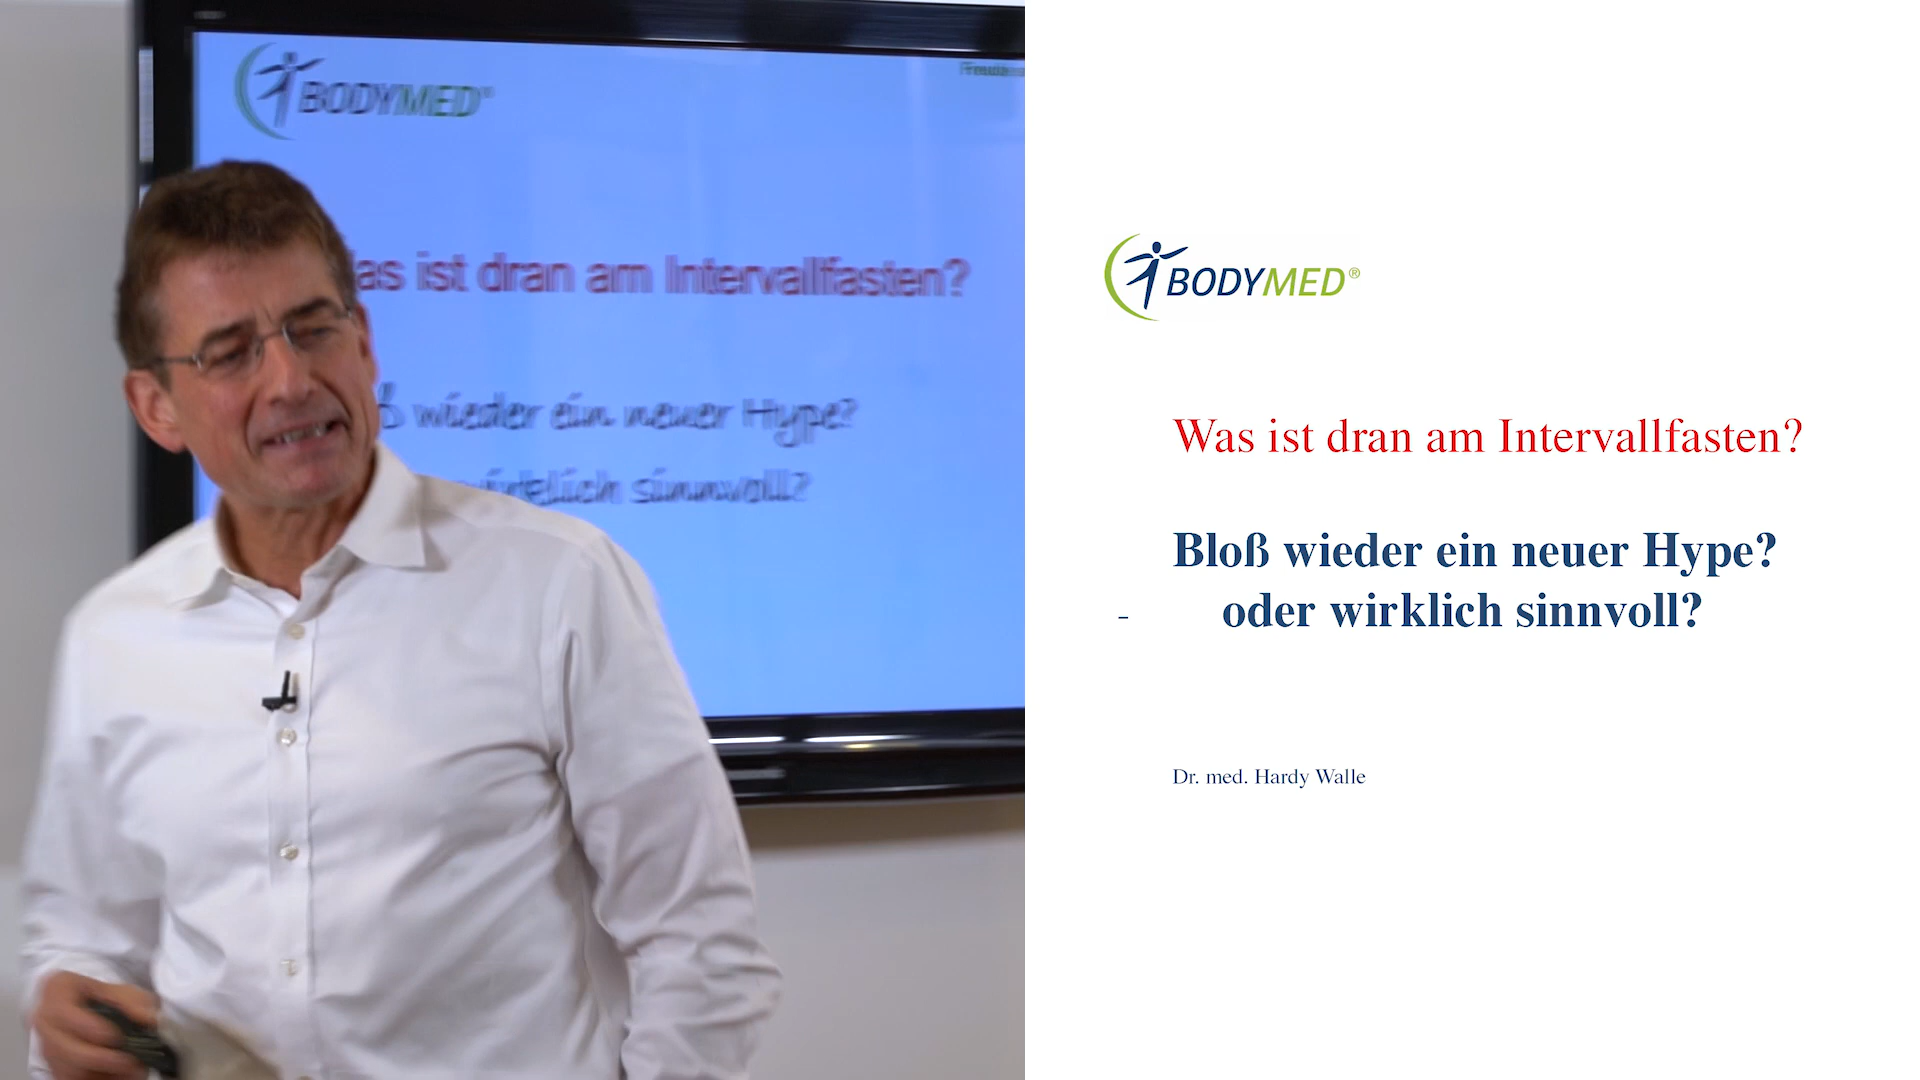 BODYMED®
as ist dran am Intervallfasten?
wieder ein neuer Hype?
wirklich sinnvoll?
BODYMED®
Was ist dran am Intervallfasten?
Bloß wieder ein neuer Hype?
- oder wirklich sinnvoll?
Dr. med. Hardy Walle